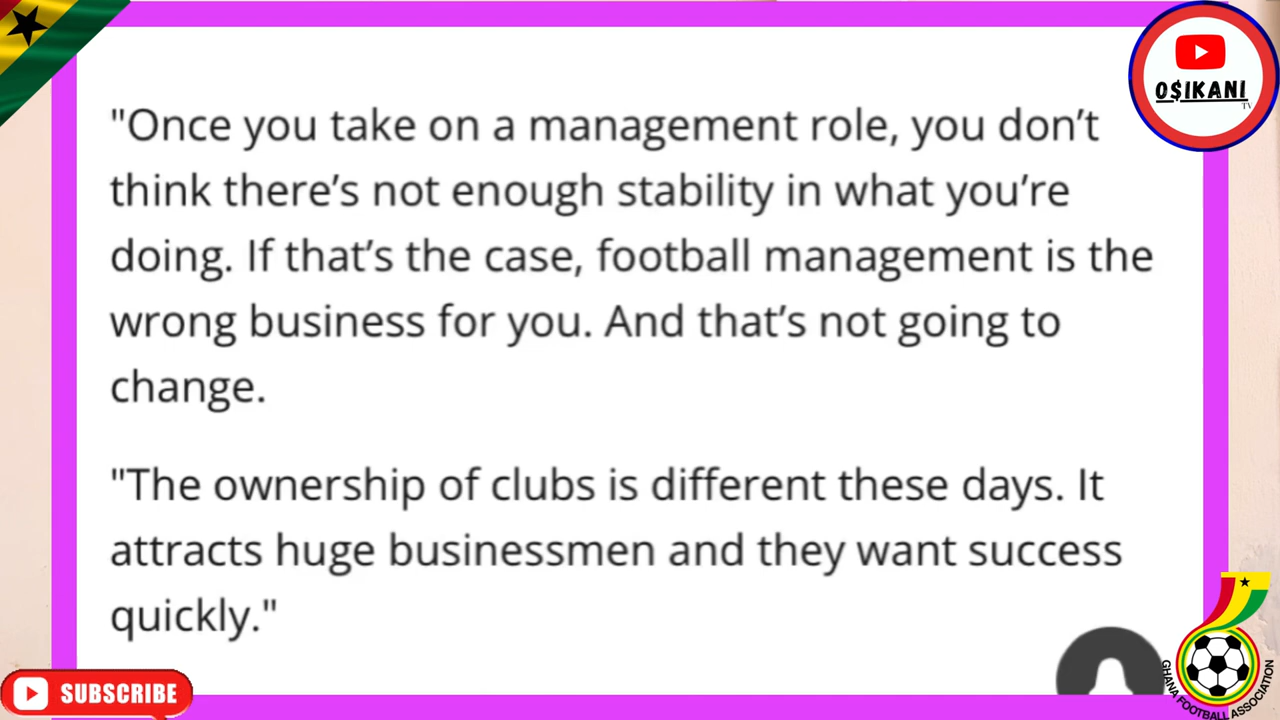 O$IKANI
TV
"Once you take on a management role, you don’t
think there’s not enough stability in what you’re
doing. If that’s the case, football management is the
wrong business for you. And that’s not going to
change.
"The ownership of clubs is different these days. It
attracts huge businessmen and they want success
quickly."
SUBSCRIBE
GHANA FOOTBALL ASSOCIATION